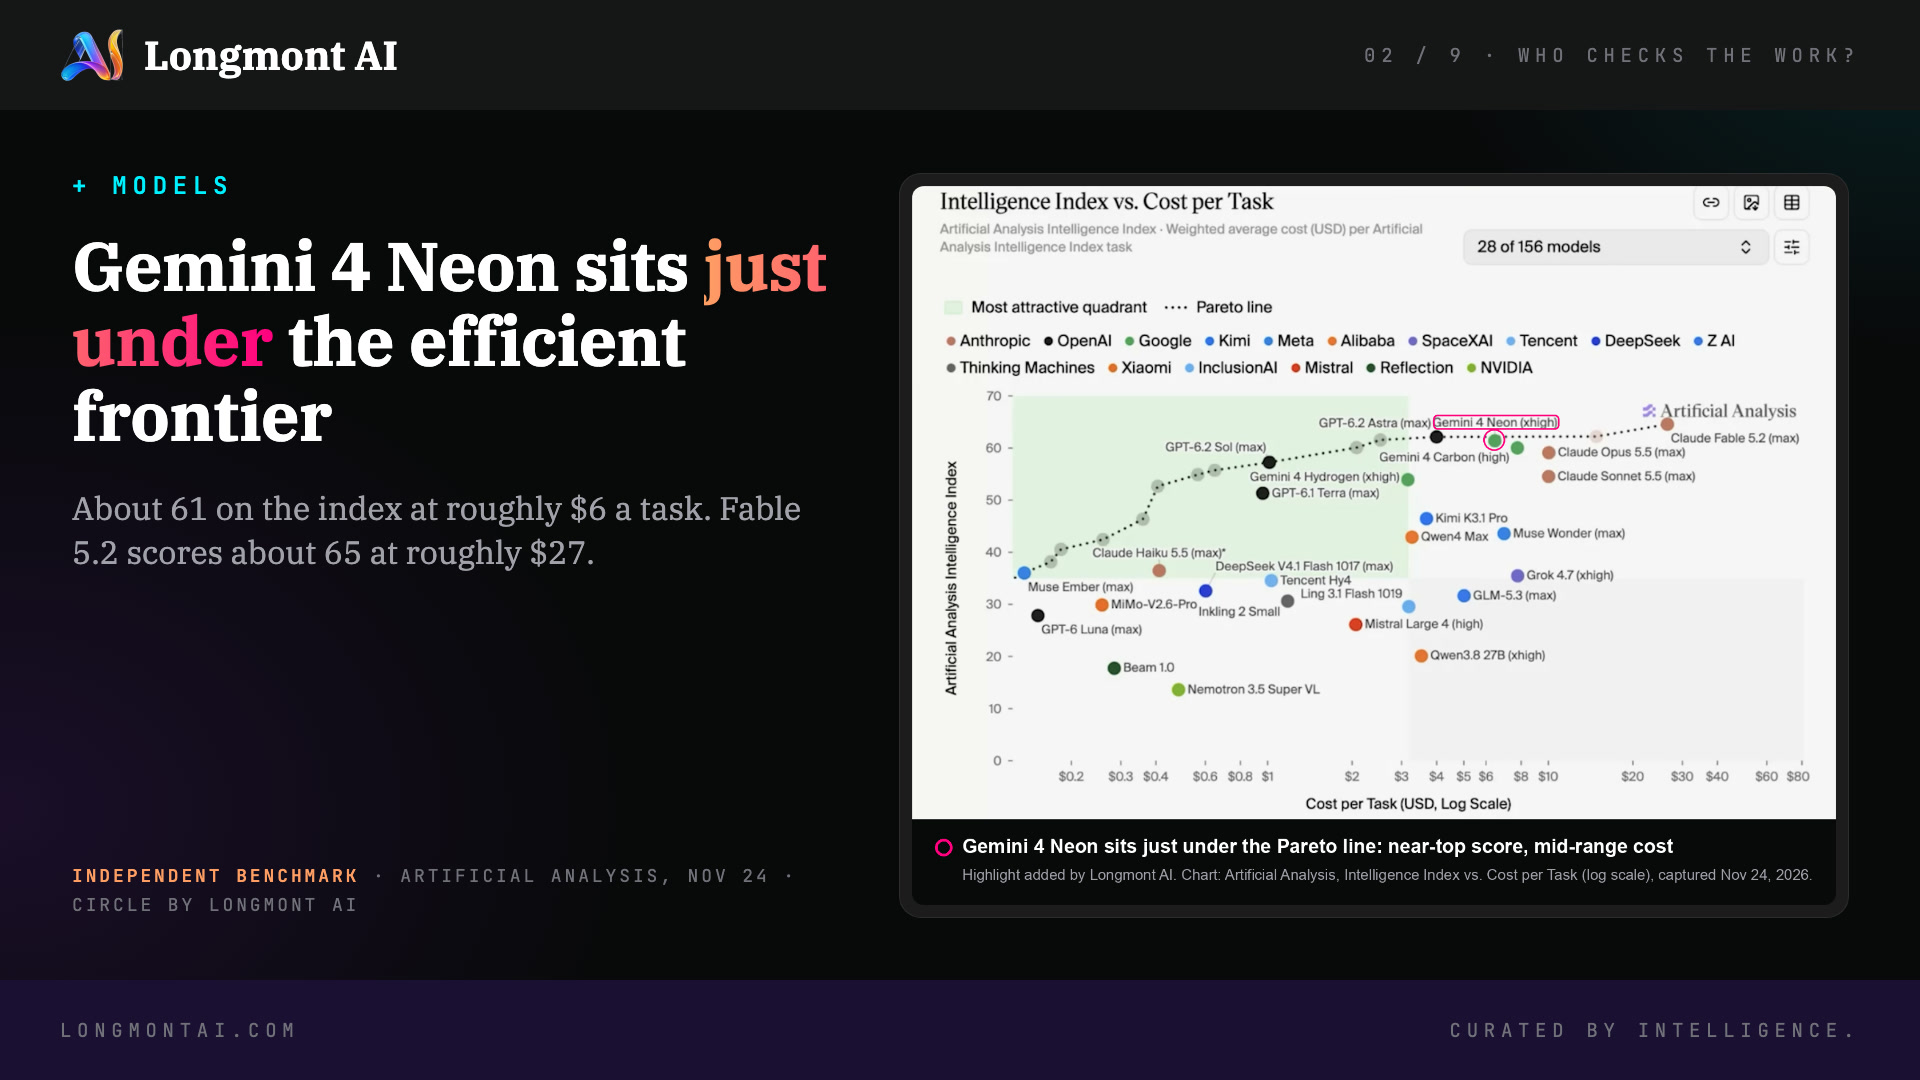 Longmont AI
02 / 9 · WHO CHECKS THE WORK?
+ MODELS
Gemini 4 Neon sits just
under the efficient
frontier
About 61 on the index at roughly $6 a task. Fable
5.2 scores about 65 at roughly $27.
INDEPENDENT BENCHMARK · ARTIFICIAL ANALYSIS, NOV 24 ·
CIRCLE BY LONGMONT AI
Intelligence Index vs. Cost per Task
Artificial Analysis Intelligence Index · Weighted average cost (USD) per Artificial
Analysis Intelligence Index task
28 of 156 models
Most attractive quadrant Pareto line
Anthropic OpenAI Google Kimi Meta Alibaba SpaceXAI Tencent DeepSeek Z AI
Thinking Machines Xiaomi InclusionAI Mistral Reflection NVIDIA
Artificial Analysis Intelligence Index
70
60
50
40
30
20
10
0
Artificial Analysis
GPT-6.2 Astra (max)
Gemini 4 Neon (xhigh)
Claude Fable 5.2 (max)
GPT-6.2 Sol (max)
Gemini 4 Carbon (high)
Claude Opus 5.5 (max)
Gemini 4 Hydrogen (xhigh)
Claude Sonnet 5.5 (max)
GPT-6.1 Terra (max)
Kimi K3.1 Pro
Qwen4 Max
Muse Wonder (max)
Claude Haiku 5.5 (max)*
DeepSeek V4.1 Flash 1017 (max)
Tencent Hy4
Grok 4.7 (xhigh)
Muse Ember (max)
Ling 3.1 Flash 1019
GLM-5.3 (max)
MiMo-V2.6-Pro
Inkling 2 Small
GPT-6 Luna (max)
Mistral Large 4 (high)
Qwen3.8 27B (xhigh)
Beam 1.0
Nemotron 3.5 Super VL
$0.2 $0.3 $0.4 $0.6 $0.8 $1 $2 $3 $4 $5 $6 $8 $10 $20 $30 $40 $60 $80
Cost per Task (USD, Log Scale)
Gemini 4 Neon sits just under the Pareto line: near-top score, mid-range cost
Highlight added by Longmont AI. Chart: Artificial Analysis, Intelligence Index vs. Cost per Task (log scale), captured Nov 24, 2026.
LONGMONTAI.COM
CURATED BY INTELLIGENCE.